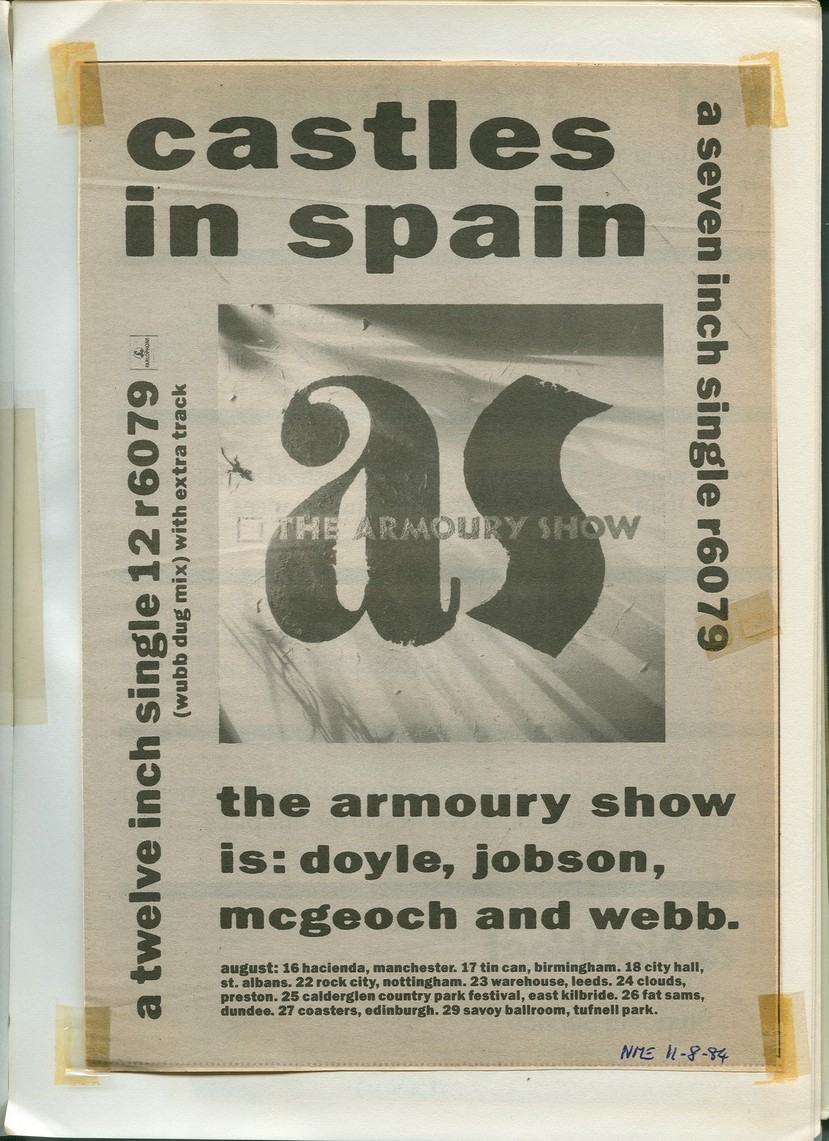 castles
in spain
a seven inch single r6079
PARLOPHONE
a twelve inch single 12 r6079
(wubb dug mix) with extra track
as
THE ARMOURY SHOW
the armoury show
is: doyle, jobson,
mcgeoch and webb.
august: 16 hacienda, manchester. 17 tin can, birmingham. 18 city hall,
st. albans. 22 rock city, nottingham. 23 warehouse, leeds. 24 clouds,
preston. 25 calderglen country park festival, east kilbride. 26 fat sams,
dundee. 27 coasters, edinburgh. 29 savoy ballroom, tufnell park.
NME 11-8-84